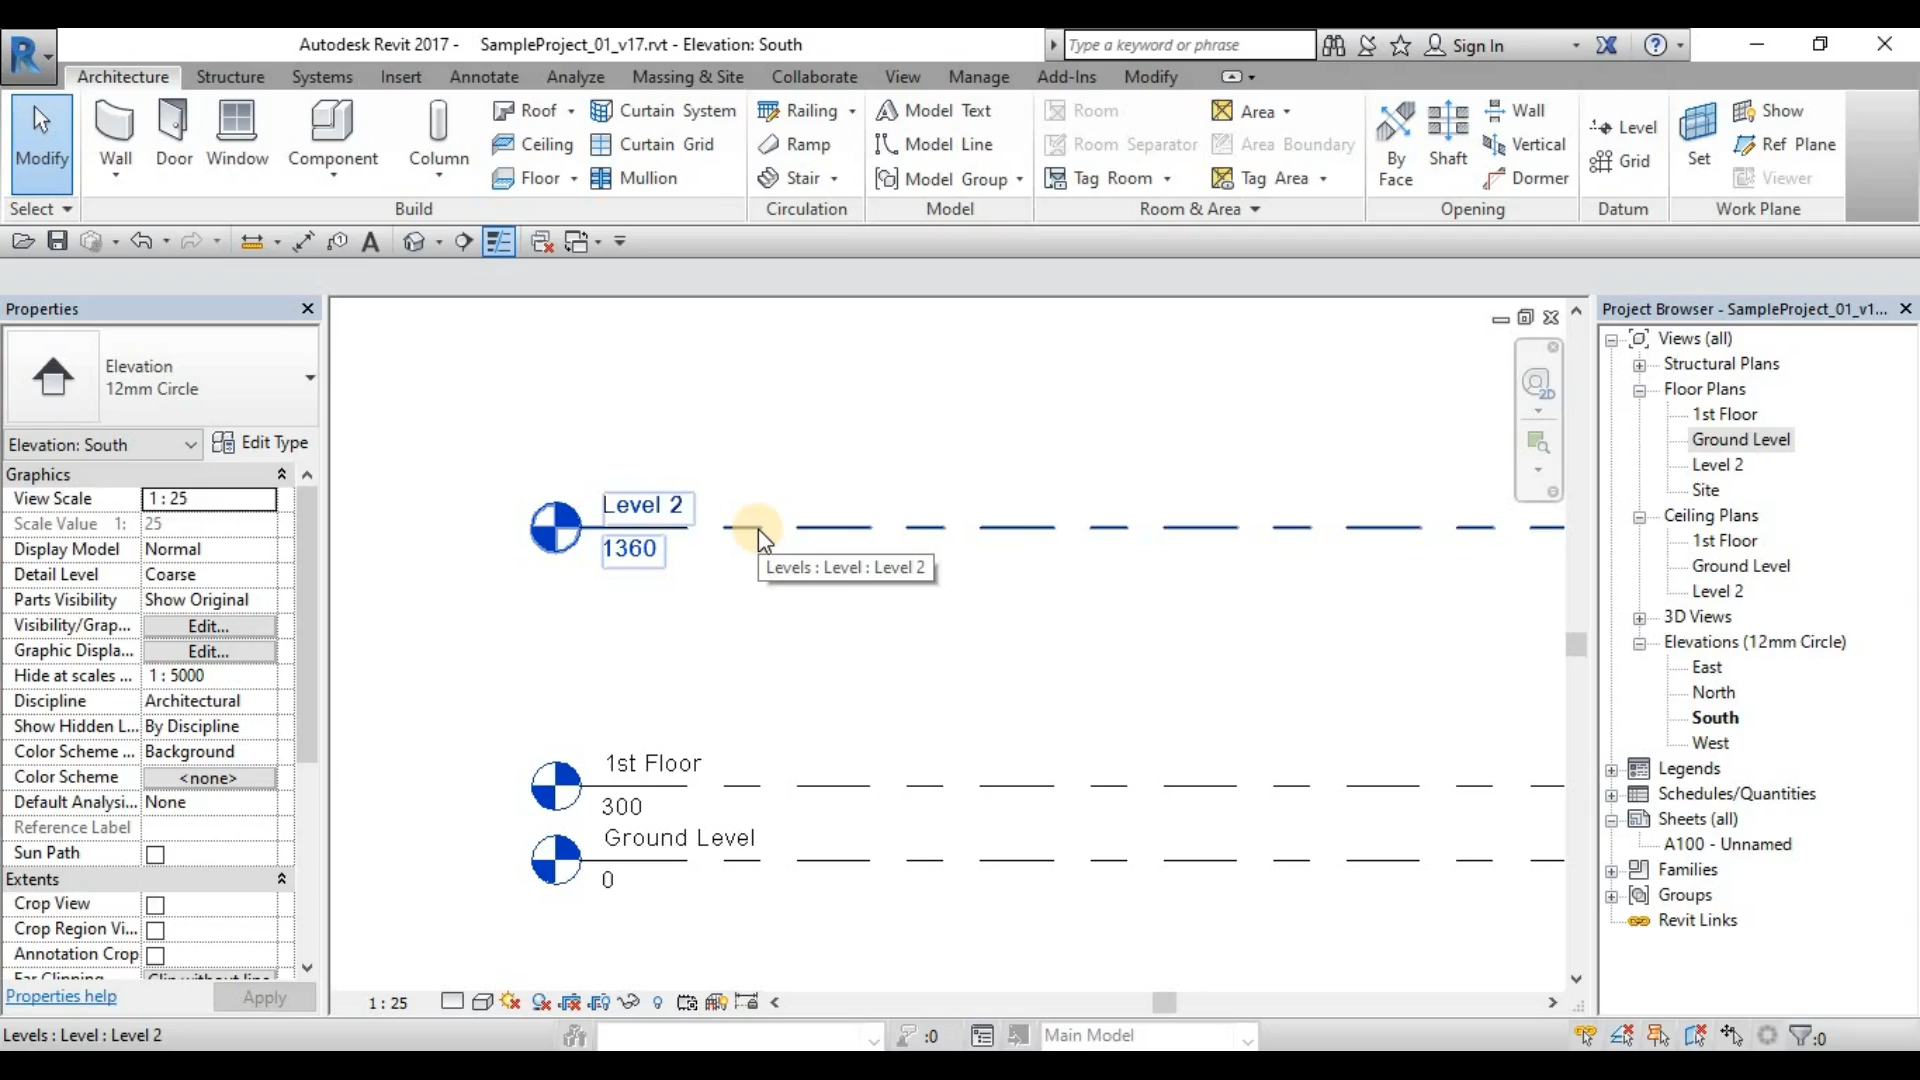 Autodesk Revit 2017 - SampleProject_01_v17.rvt - Elevation: South
Type a keyword or phrase
Sign In
Architecture Structure Systems Insert Annotate Analyze Massing & Site Collaborate View Manage Add-Ins Modify
Modify
Wall
Door
Window
Component
Column
Roof
Ceiling
Floor
Curtain System
Curtain Grid
Mullion
Railing
Ramp
Stair
Model Text
Model Line
Model Group
Room
Room Separator
Tag Room
Area
Area Boundary
Tag Area
By Face
Shaft
Wall
Vertical
Dormer
Level
Grid
Set
Show
Ref Plane
Viewer
Select Build Circulation Model Room & Area Opening Datum Work Plane
Properties
Elevation
12mm Circle
Elevation: South
Edit Type
Graphics
View Scale 1 : 25
Scale Value 1: 25
Display Model Normal
Detail Level Coarse
Parts Visibility Show Original
Visibility/Grap... Edit...
Graphic Displa... Edit...
Hide at scales ... 1 : 5000
Discipline Architectural
Show Hidden L... By Discipline
Color Scheme ... Background
Color Scheme <none>
Default Analysi... None
Reference Label
Sun Path
Extents
Crop View
Crop Region Vi...
Annotation Crop
Properties help
Apply
Level 2
1360
Levels : Level : Level 2
1st Floor
300
Ground Level
0
2D
1 : 25
Project Browser - SampleProject_01_v1...
Views (all)
Structural Plans
Floor Plans
1st Floor
Ground Level
Level 2
Site
Ceiling Plans
1st Floor
Ground Level
Level 2
3D Views
Elevations (12mm Circle)
East
North
South
West
Legends
Schedules/Quantities
Sheets (all)
A100 - Unnamed
Families
Groups
Revit Links
Levels : Level : Level 2
:0
Main Model
:0